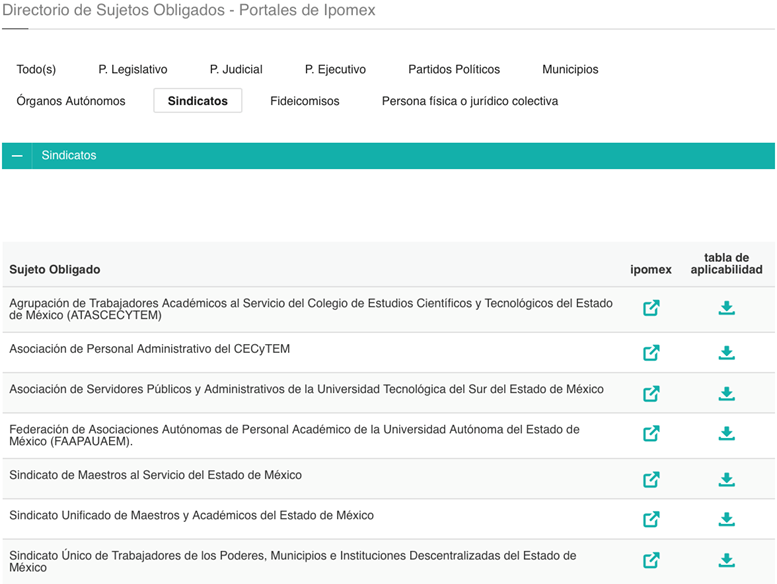 Directorio de Sujetos Obligados - Portales de Ipomex
Todo(s) P. Legislativo P. Judicial P. Ejecutivo Partidos Políticos Municipios
Órganos Autónomos Sindicatos Fideicomisos Persona física o jurídico colectiva
Sindicatos
Sujeto Obligado ipomex tabla de
aplicabilidad
Agrupación de Trabajadores Académicos al Servicio del Colegio de Estudios Científicos y Tecnológicos del Estado
de México (ATASCECYTEM)
Asociación de Personal Administrativo del CECyTEM
Asociación de Servidores Públicos y Administrativos de la Universidad Tecnológica del Sur del Estado de México
Federación de Asociaciones Autónomas de Personal Académico de la Universidad Autónoma del Estado de
México (FAAPAUAEM).
Sindicato de Maestros al Servicio del Estado de México
Sindicato Unificado de Maestros y Académicos del Estado de México
Sindicato Único de Trabajadores de los Poderes, Municipios e Instituciones Descentralizadas del Estado de
México